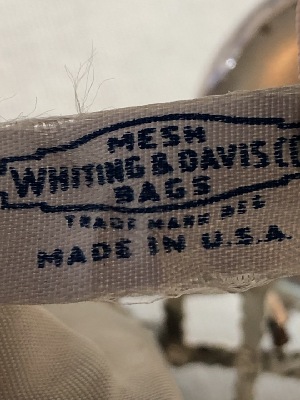 MESH
WHITING & DAVIS CO
BAGS
TRADE MARK REG
MADE IN U.S.A.